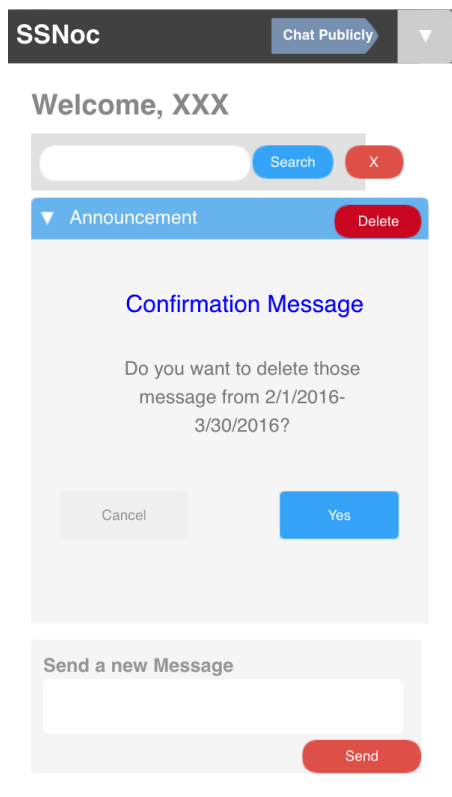 SSNoc
Chat Publicly
Welcome, XXX
Search
X
Announcement
Delete
Confirmation Message
Do you want to delete those
message from 2/1/2016-
3/30/2016?
Cancel
Yes
Send a new Message
Send